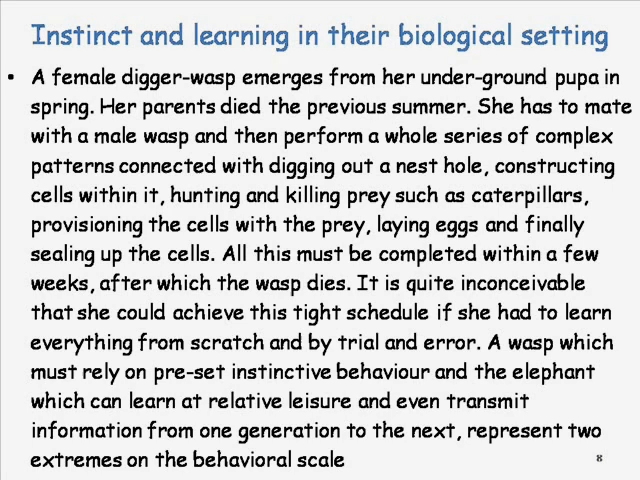 Instinct and learning in their biological setting
• A female digger-wasp emerges from her under-ground pupa in
spring. Her parents died the previous summer. She has to mate
with a male wasp and then perform a whole series of complex
patterns connected with digging out a nest hole, constructing
cells within it, hunting and killing prey such as caterpillars,
provisioning the cells with the prey, laying eggs and finally
sealing up the cells. All this must be completed within a few
weeks, after which the wasp dies. It is quite inconceivable
that she could achieve this tight schedule if she had to learn
everything from scratch and by trial and error. A wasp which
must rely on pre-set instinctive behaviour and the elephant
which can learn at relative leisure and even transmit
information from one generation to the next, represent two
extremes on the behavioral scale
8